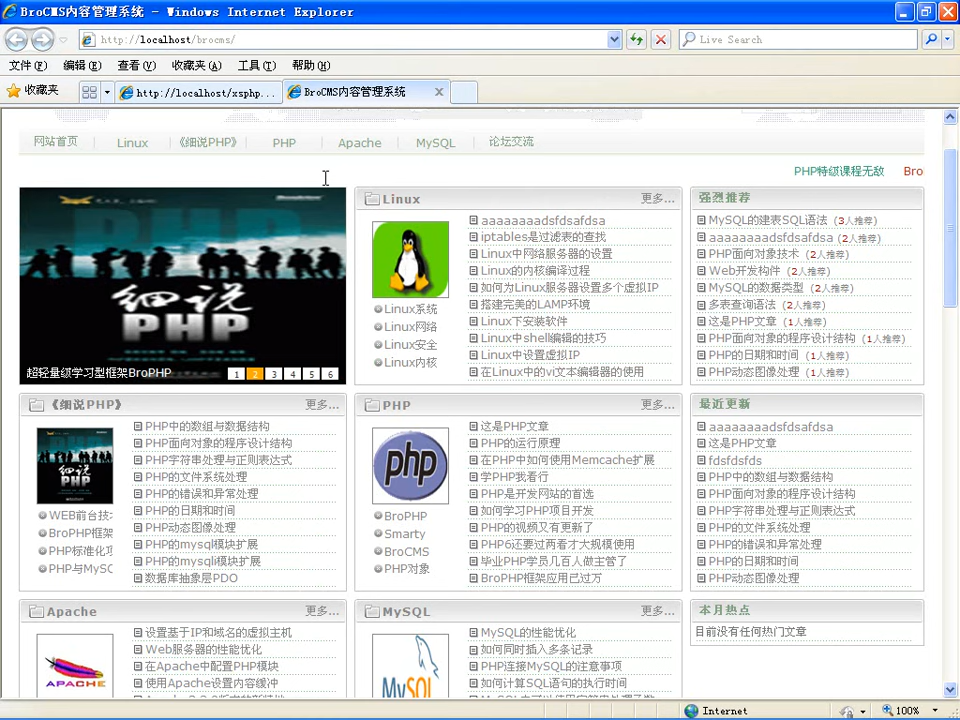 BroCMS内容管理系统 - Windows Internet Explorer
http://localhost/brocms/
Live Search
文件(F) 编辑(E) 查看(V) 收藏夹(A) 工具(T) 帮助(H)
收藏夹
http://localhost/xsphp...
BroCMS内容管理系统
网站首页 Linux 《细说PHP》 PHP Apache MySQL 论坛交流
PHP特级课程无敌 Bro
细说
PHP
超轻量级学习型框架BroPHP
1 2 3 4 5 6
Linux 更多...
Linux系统
Linux网络
Linux安全
Linux内核
aaaaaaaadsfdsafdsa
iptables是过滤表的查找
Linux中网络服务器的设置
Linux的内核编译过程
如何为Linux服务器设置多个虚拟IP
搭建完美的LAMP环境
Linux下安装软件
Linux中shell编辑的技巧
Linux中设置虚拟IP
在Linux中的vi文本编辑器的使用
强烈推荐
MySQL的建表SQL语法 (3人推荐)
aaaaaaaadsfdsafdsa (2人推荐)
PHP面向对象技术 (2人推荐)
Web开发构件 (2人推荐)
MySQL的数据类型 (2人推荐)
多表查询语法 (2人推荐)
这是PHP文章 (1人推荐)
PHP面向对象的程序设计结构 (1人推荐)
PHP的日期和时间 (1人推荐)
PHP动态图像处理 (1人推荐)
《细说PHP》 更多...
细说
PHP
WEB前台技
BroPHP框架
PHP标准化项
PHP与MySQ
PHP中的数组与数据结构
PHP面向对象的程序设计结构
PHP字符串处理与正则表达式
PHP的文件系统处理
PHP的错误和异常处理
PHP的日期和时间
PHP动态图像处理
PHP的mysql模块扩展
PHP的mysqli模块扩展
数据库抽象层PDO
PHP 更多...
php
BroPHP
Smarty
BroCMS
PHP对象
这是PHP文章
PHP的运行原理
在PHP中如何使用Memcache扩展
学PHP我看行
PHP是开发网站的首选
如何学习PHP项目开发
PHP的视频又有更新了
PHP6还要过两看才大规模使用
毕业PHP学员几百人做主管了
BroPHP框架应用已过万
最近更新
aaaaaaaadsfdsafdsa
这是PHP文章
fdsfdsfds
PHP中的数组与数据结构
PHP面向对象的程序设计结构
PHP字符串处理与正则表达式
PHP的文件系统处理
PHP的错误和异常处理
PHP的日期和时间
PHP动态图像处理
Apache 更多...
APACHE
设置基于IP和域名的虚拟主机
Web服务器的性能优化
在Apache中配置PHP模块
使用Apache设置内容缓冲
MySQL 更多...
MySQL
MySQL的性能优化
如何同时插入多条记录
PHP连接MySQL的注意事项
如何计算SQL语句的执行时间
本月热点
目前没有任何热门文章
Internet
100%